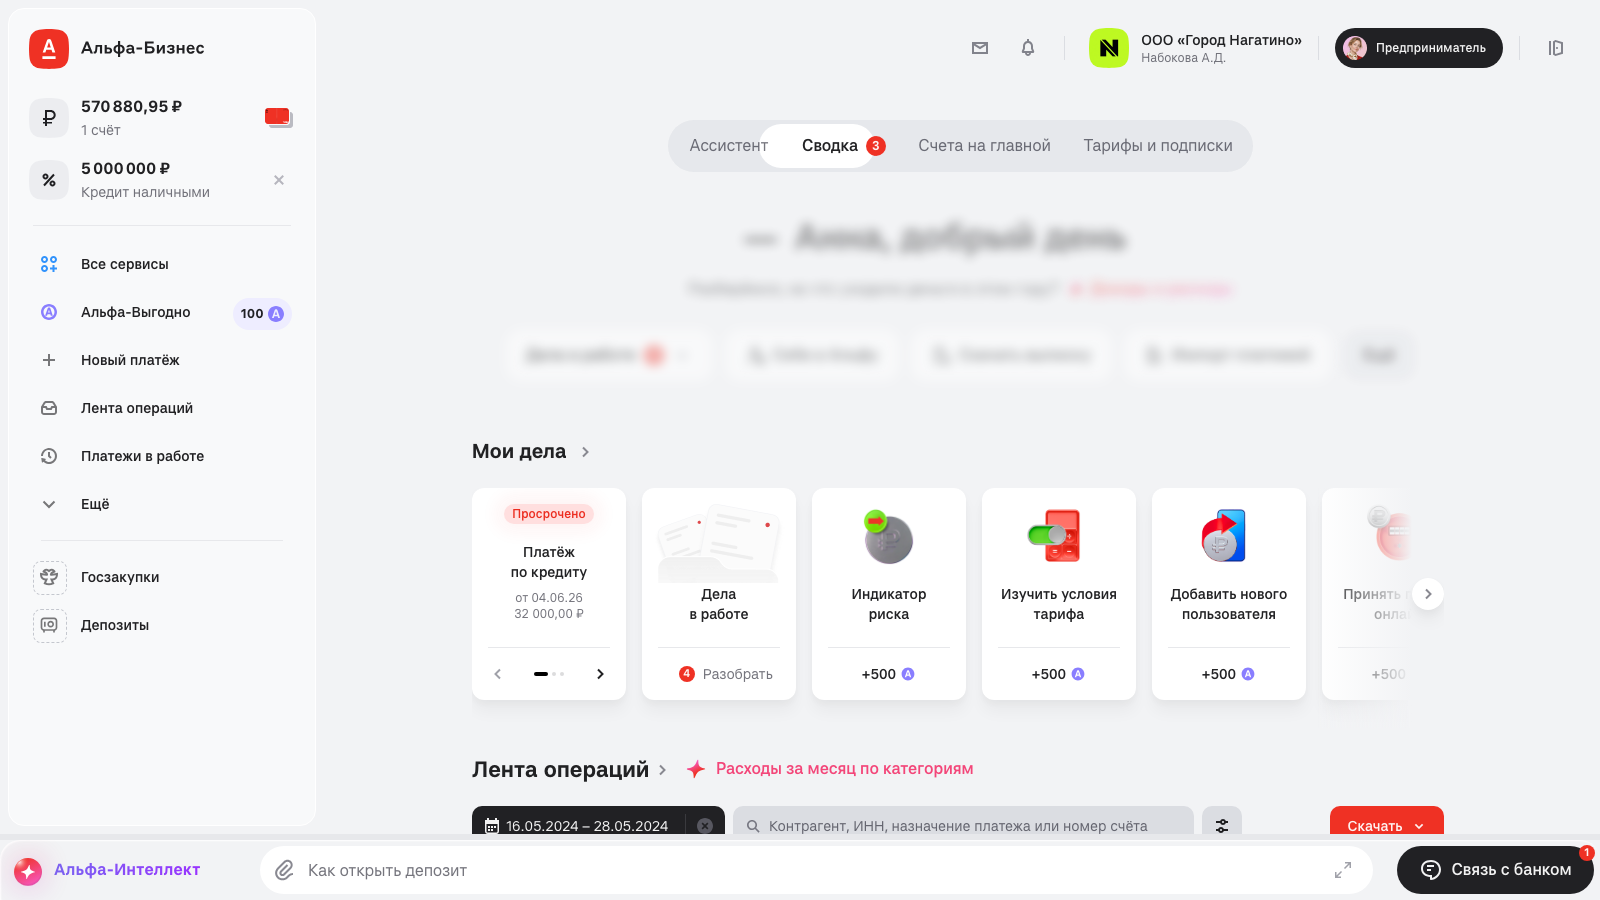 Альфа-Бизнес
570 880,95 ₽
1 счёт
5 000 000 ₽
Кредит наличными
Все сервисы
Альфа-Выгодно
100
Новый платёж
Лента операций
Платежи в работе
Ещё
Госзакупки
Депозиты
ООО «Город Нагатино»
Набокова А.Д.
Предприниматель
Ассистент
Сводка 3
Счета на главной
Тарифы и подписки
— Анна, добрый день
Мои дела
Просрочено
Платёж
по кредиту
от 04.06.26
32 000,00 ₽
Дела
в работе
4 Разобрать
Индикатор
риска
+500
Изучить условия
тарифа
+500
Добавить нового
пользователя
+500
Принять
+500
Лента операций
Расходы за месяц по категориям
16.05.2024 – 28.05.2024
Контрагент, ИНН, назначение платежа или номер счёта
Скачать
Альфа-Интеллект
Как открыть депозит
Связь с банком
1